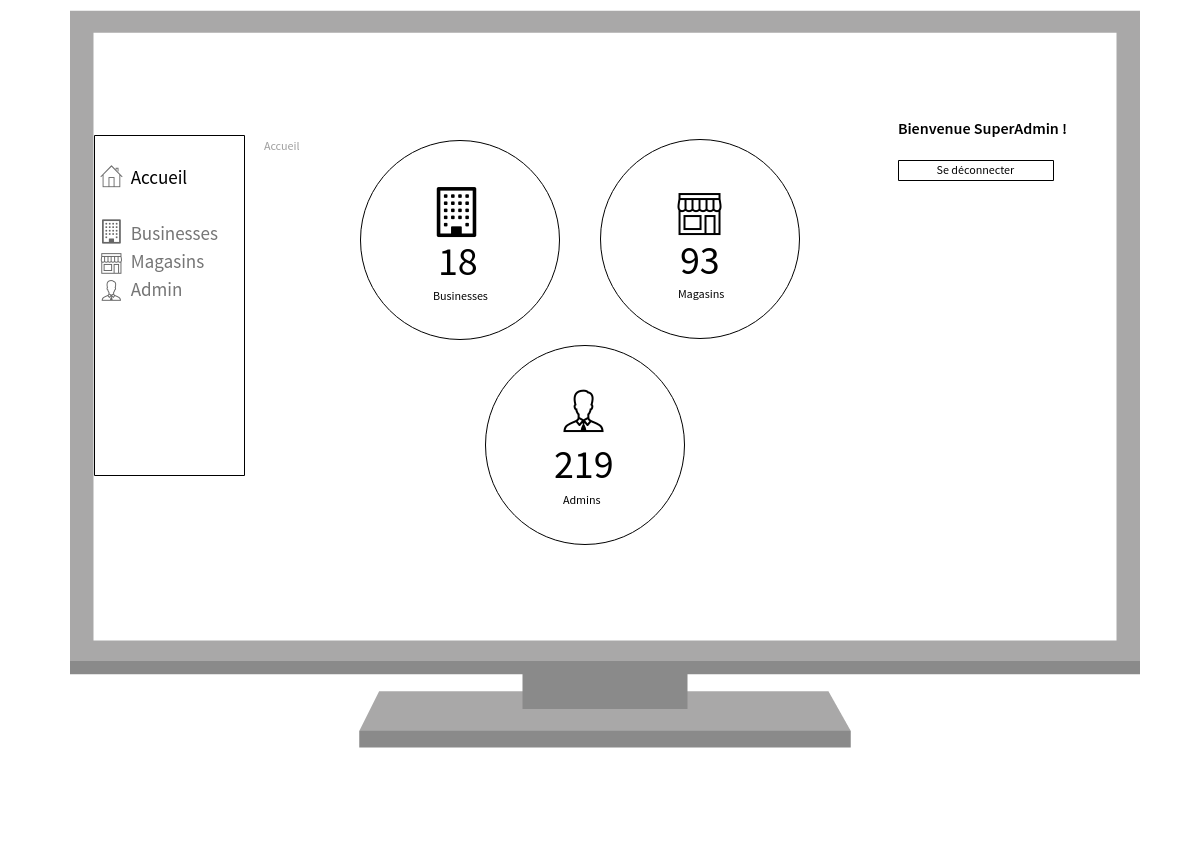 Bienvenue SuperAdmin !
Se déconnecter
Accueil
Accueil
Businesses
Magasins
Admin
18
Businesses
93
Magasins
219
Admins